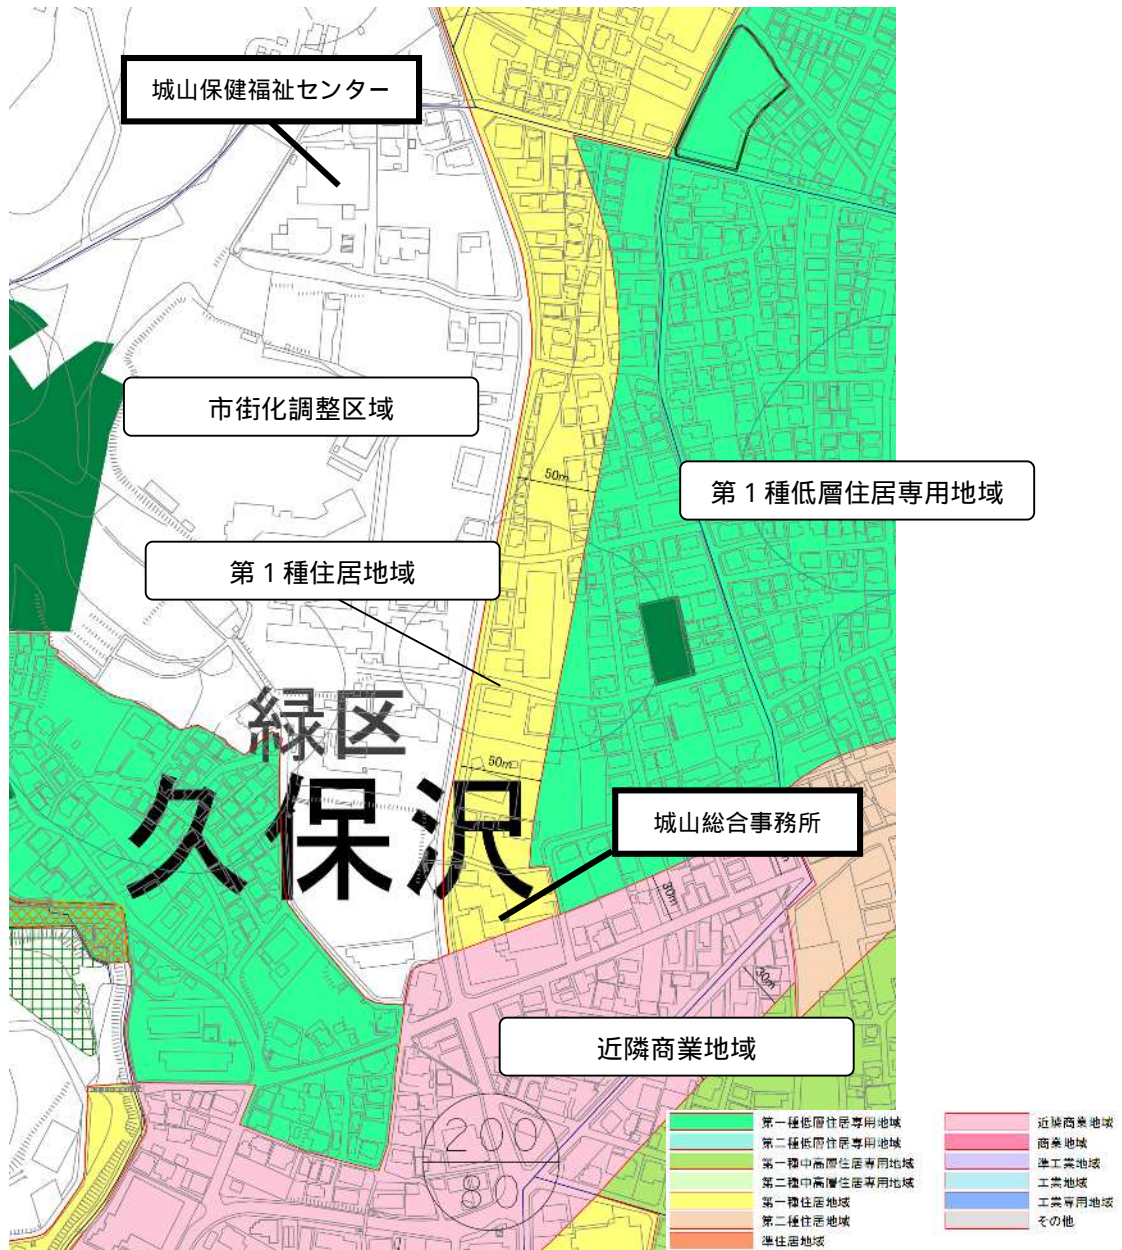 城山保健福祉センター
市街化調整区域
50m
第１種低層住居専用地域
第１種住居地域
緑区
50m
久保沢
城山総合事務所
30m
30m
近隣商業地域
200
80
第一種低層住居専用地域
第二種低層住居専用地域
第一種中高層住居専用地域
第二種中高層住居専用地域
第一種住居地域
第二種住居地域
準住居地域
近隣商業地域
商業地域
準工業地域
工業地域
工業専用地域
その他